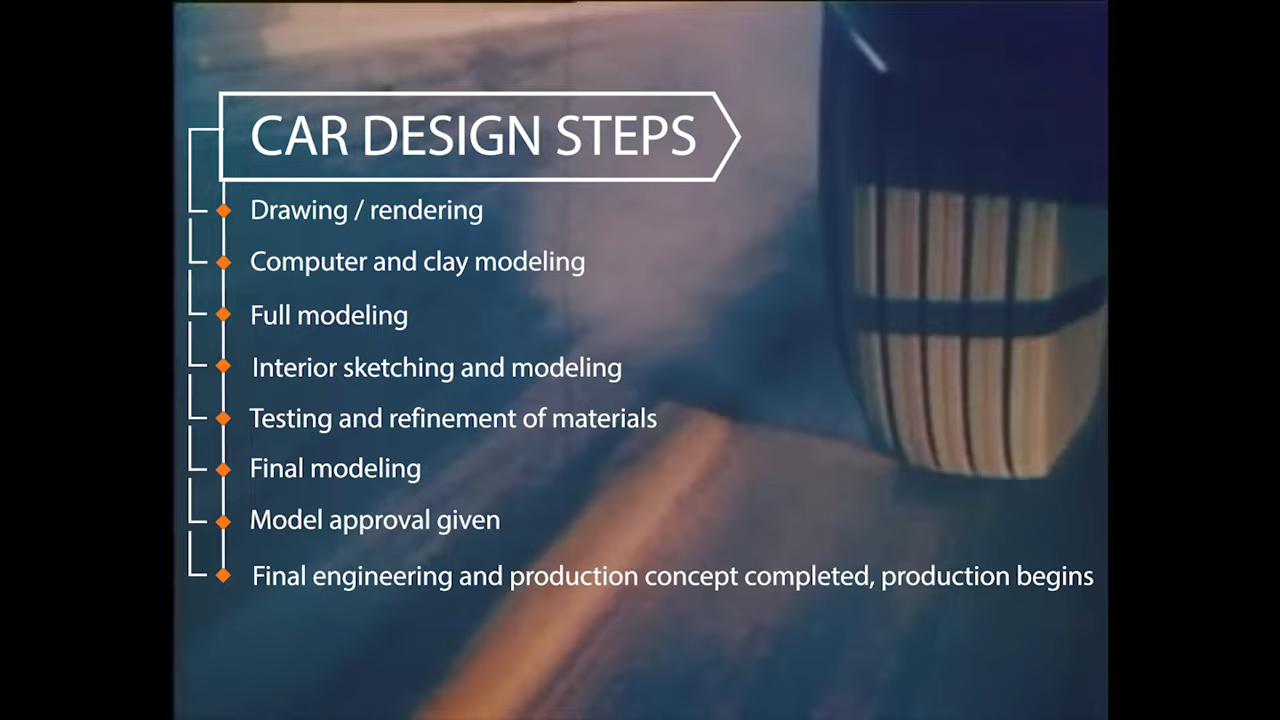 CAR DESIGN STEPS
Drawing / rendering
Computer and clay modeling
Full modeling
Interior sketching and modeling
Testing and refinement of materials
Final modeling
Model approval given
Final engineering and production concept completed, production begins